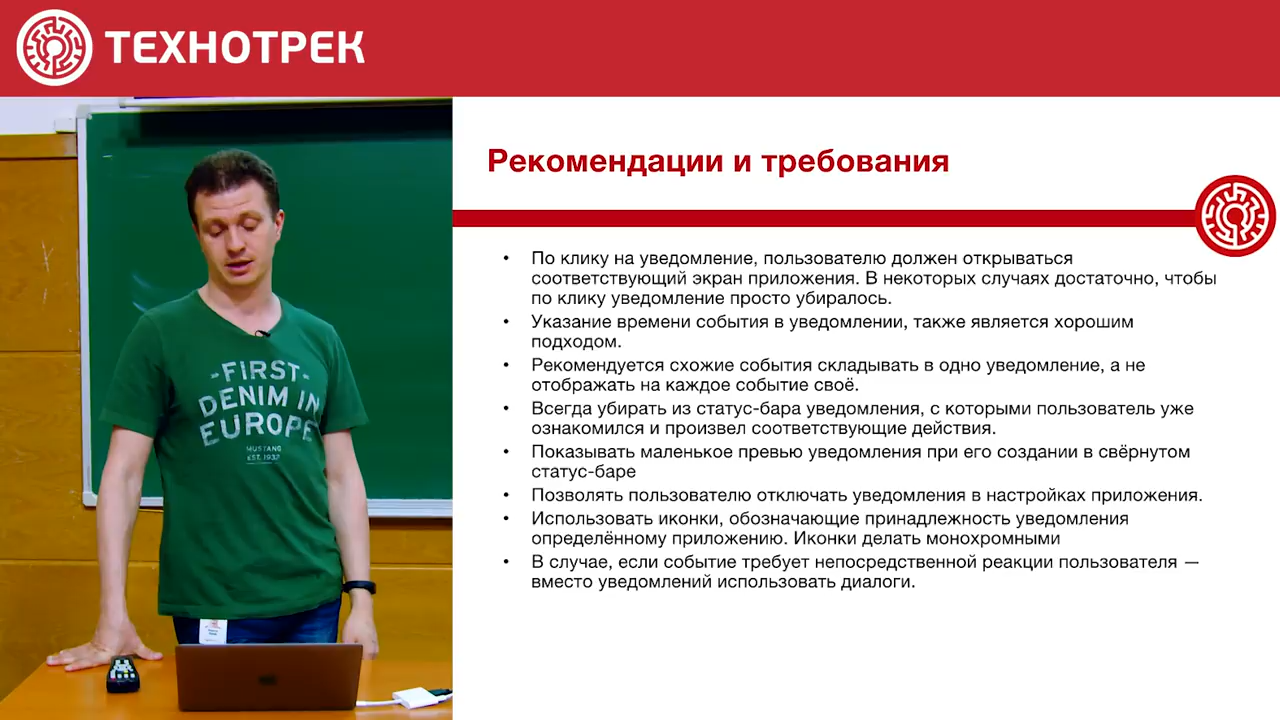 ТЕХНОТРЕК
Рекомендации и требования
• По клику на уведомление, пользователю должен открываться
соответствующий экран приложения. В некоторых случаях достаточно, чтобы
по клику уведомление просто убиралось.
• Указание времени события в уведомлении, также является хорошим
подходом.
• Рекомендуется схожие события складывать в одно уведомление, а не
отображать на каждое событие своё.
• Всегда убирать из статус-бара уведомления, с которыми пользователь уже
ознакомился и произвел соответствующие действия.
• Показывать маленькое превью уведомления при его создании в свёрнутом
статус-баре
• Позволять пользователю отключать уведомления в настройках приложения.
• Использовать иконки, обозначающие принадлежность уведомления
определённому приложению. Иконки делать монохромными
• В случае, если событие требует непосредственной реакции пользователя —
вместо уведомлений использовать диалоги.
-FIRST-
DENIM IN
EUROPE
MUSTANG
EST. 1932